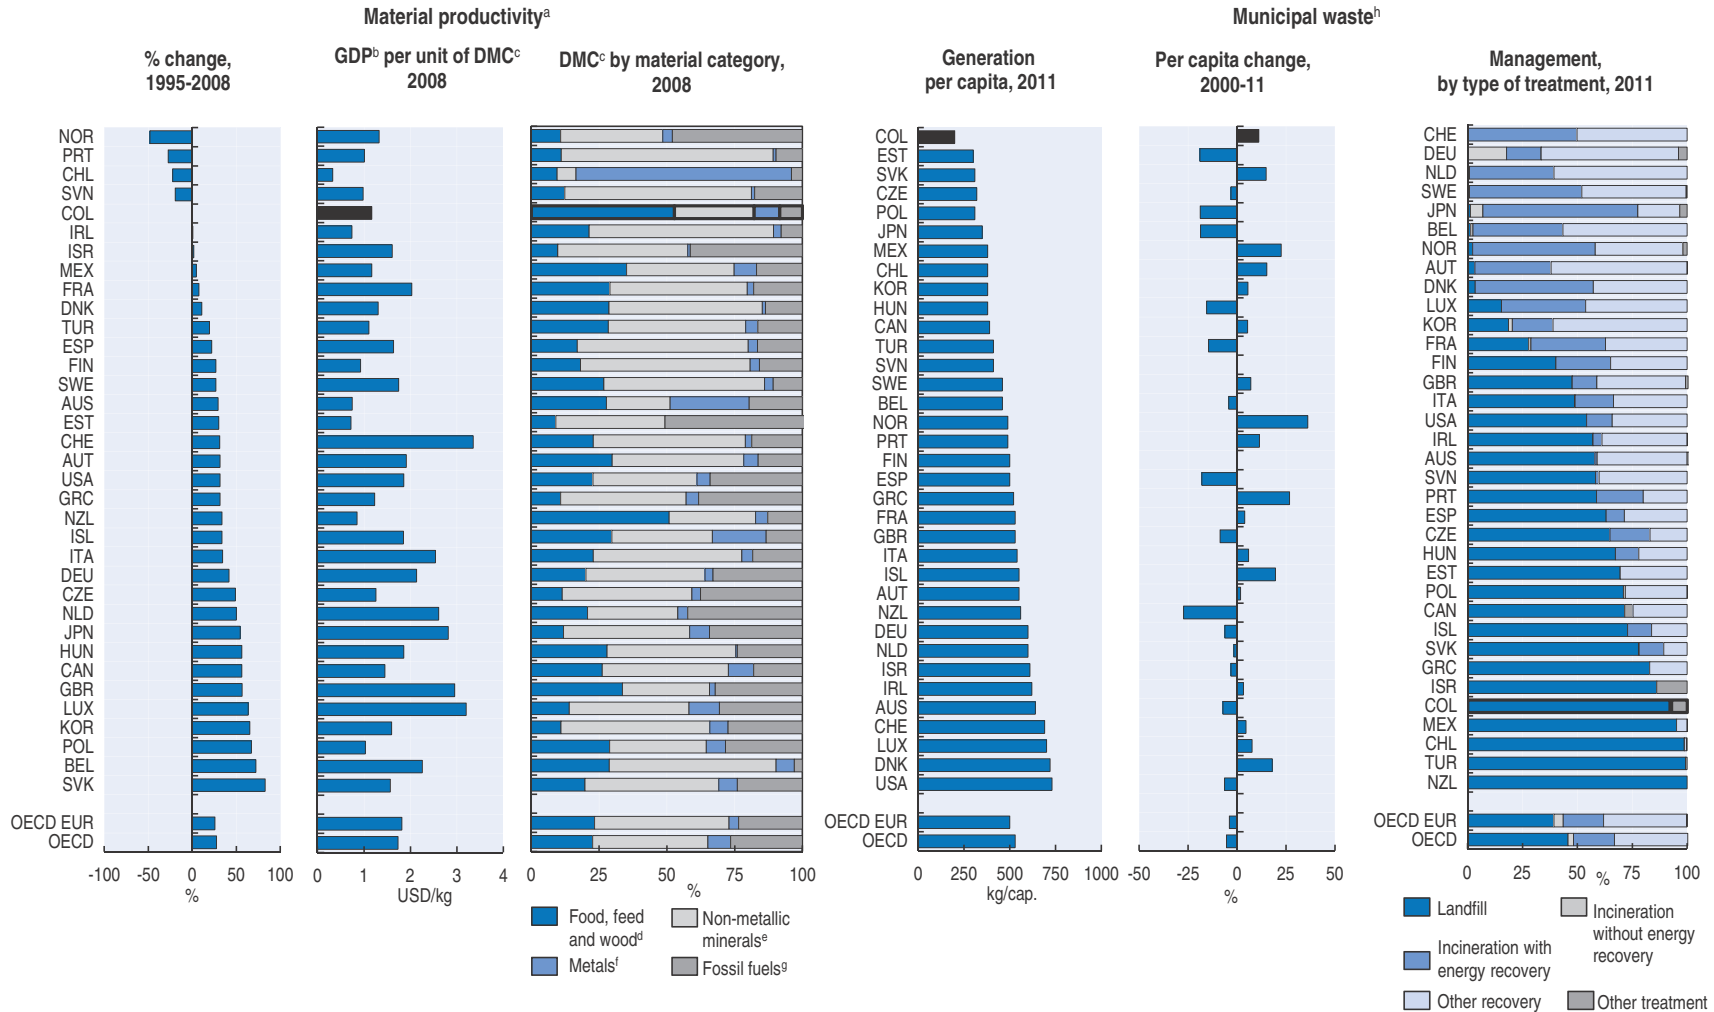 Material productivityᵃ
Municipal wasteʰ
% change,
1995-2008
GDPᵇ per unit of DMCᶜ
2008
DMCᶜ by material category,
2008
Generation
per capita, 2011
Per capita change,
2000-11
Management,
by type of treatment, 2011
NOR
PRT
CHL
SVN
COL
IRL
ISR
MEX
FRA
DNK
TUR
ESP
FIN
SWE
AUS
EST
CHE
AUT
USA
GRC
NZL
ISL
ITA
DEU
CZE
NLD
JPN
HUN
CAN
GBR
LUX
KOR
POL
BEL
SVK
OECD EUR
OECD
-100 -50 0 50 100
%
0 1 2 3 4
USD/kg
0 25 50 75 100
%
Food, feed
and woodᵈ
Non-metallic
mineralsᵉ
Metalsᶠ
Fossil fuelsᵍ
COL
EST
SVK
CZE
POL
JPN
MEX
CHL
KOR
HUN
CAN
TUR
SVN
SWE
BEL
NOR
PRT
FIN
ESP
GRC
FRA
GBR
ITA
ISL
AUT
NZL
DEU
NLD
ISR
IRL
AUS
CHE
LUX
DNK
USA
OECD EUR
OECD
0 250 500 750 1000
kg/cap.
-50 -25 0 25 50
%
CHE
DEU
NLD
SWE
JPN
BEL
NOR
AUT
DNK
LUX
KOR
FRA
FIN
GBR
ITA
USA
IRL
AUS
SVN
PRT
ESP
CZE
HUN
EST
POL
CAN
ISL
SVK
GRC
ISR
COL
MEX
CHL
TUR
NZL
OECD EUR
OECD
0 25 50 75 100
%
Landfill
Incineration
without energy
recovery
Incineration with
energy recovery
Other recovery
Other treatment